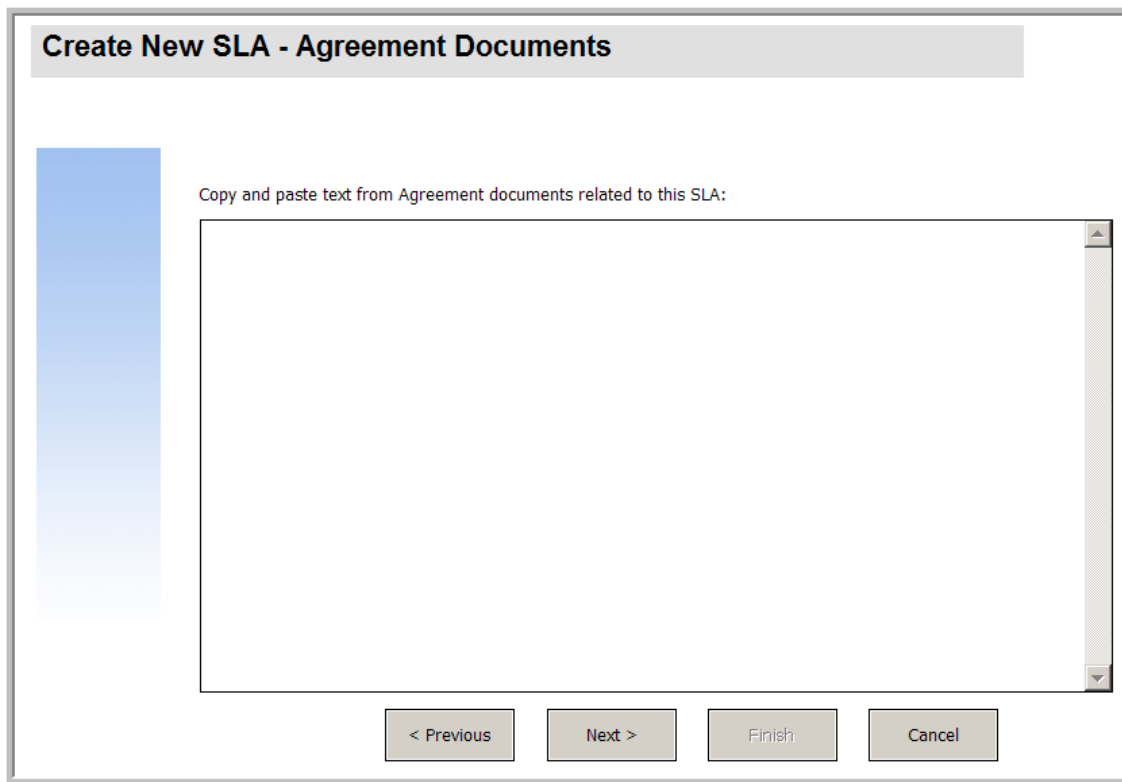 Create New SLA - Agreement Documents
Copy and paste text from Agreement documents related to this SLA:
< Previous
Next >
Finish
Cancel